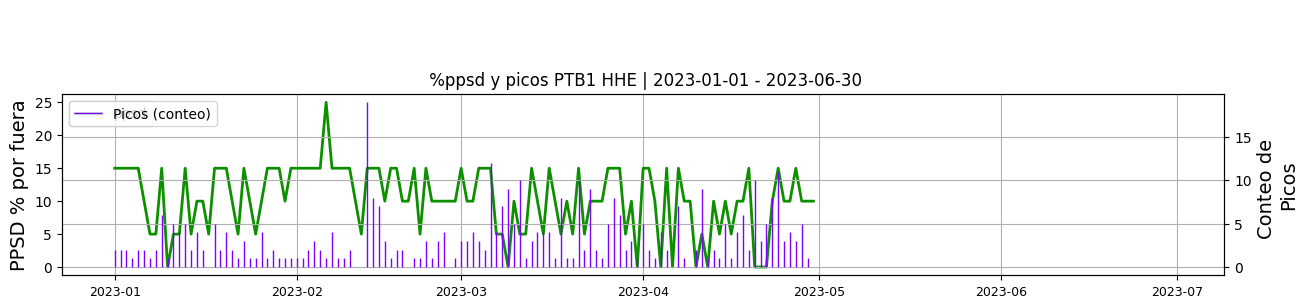 %ppsd y picos PTB1 HHE | 2023-01-01 - 2023-06-30
PPSD % por fuera
25
20
15
10
5
0
Picos (conteo)
15
10
5
0
Conteo de
Picos
2023-01 2023-02 2023-03 2023-04 2023-05 2023-06 2023-07